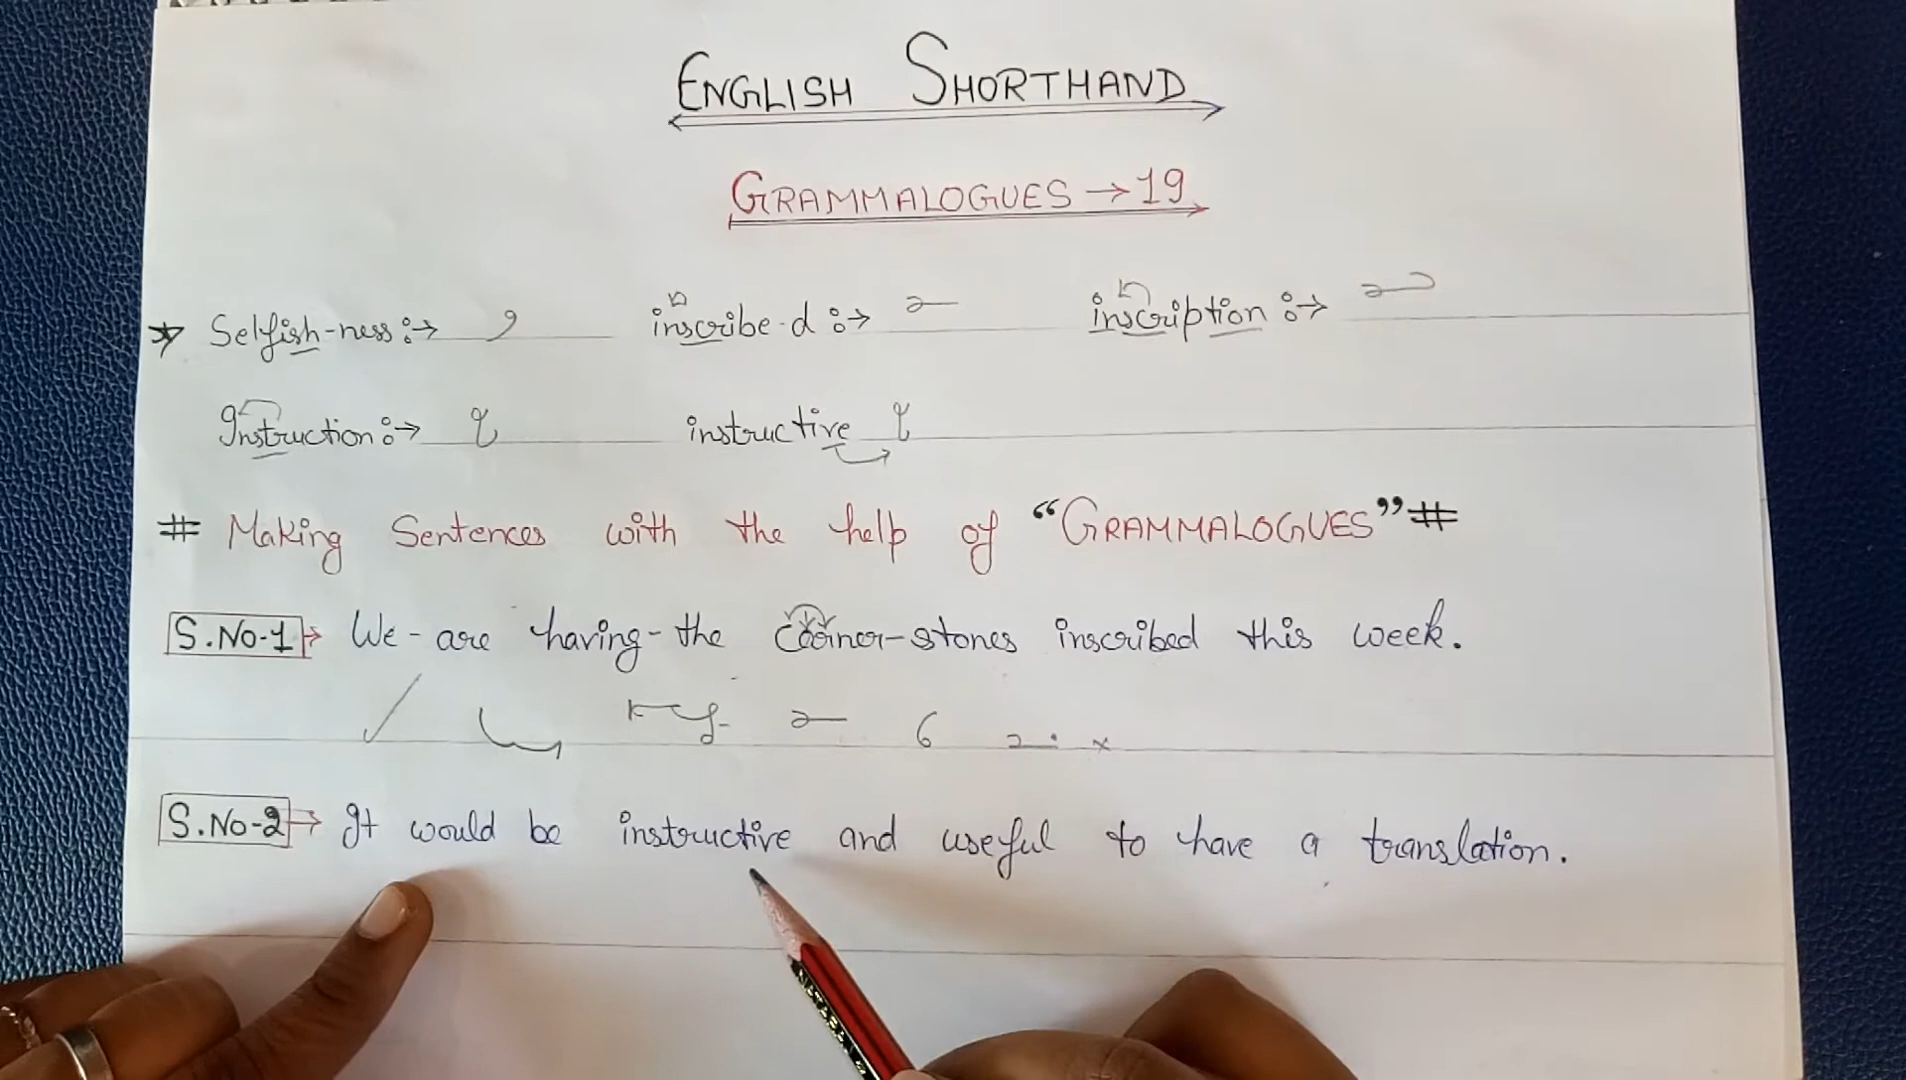 ENGLISH SHORTHAND
GRAMMALOGUES → 19
★ Selfish-ness :→ inscribe-d :→ inscription :→
Instruction :→ instructive
# Making Sentences with the help of “GRAMMALOGUES” #
S.No-1 → We-are having-the Corner-stones inscribed this week.
S.No-2 → It would be instructive and useful to have a translation.